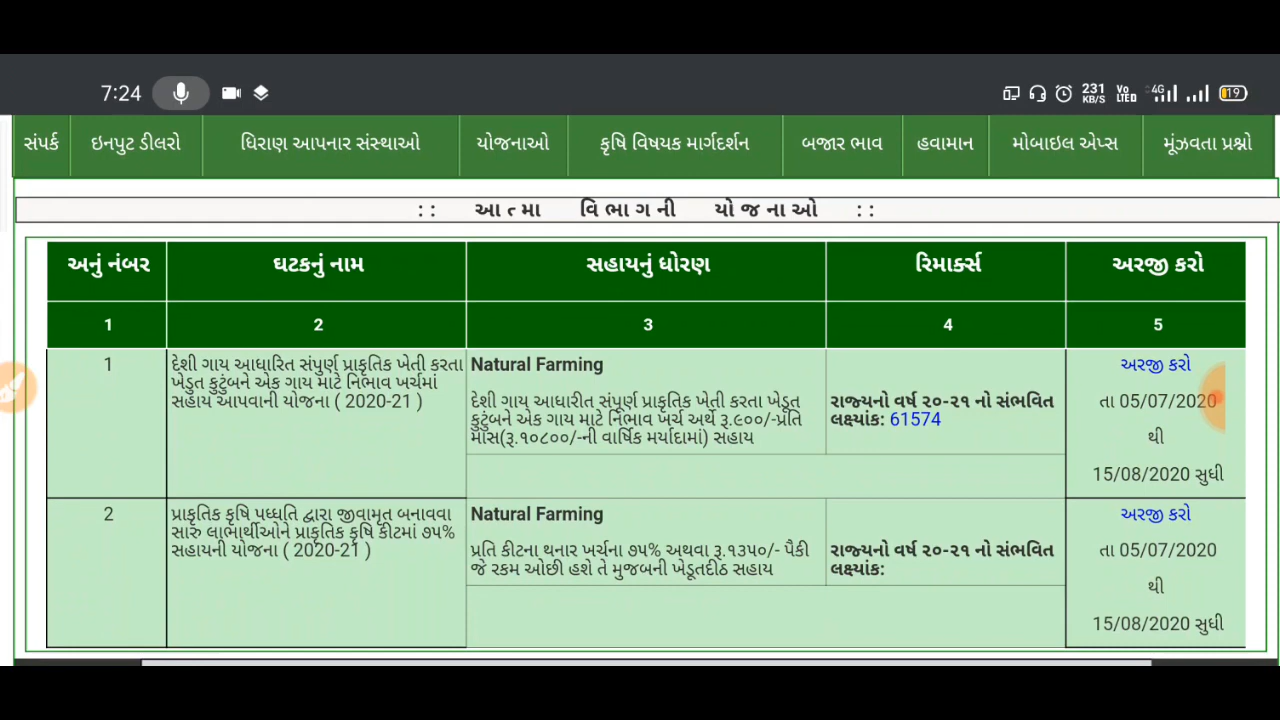 7:24
231 KB/S Vo LTE 4G 19
સંપર્ક ઇનપુટ ડીલરો ધિરાણ આપનાર સંસ્થાઓ યોજનાઓ કૃષિ વિષયક માર્ગદર્શન બજાર ભાવ હવામાન મોબાઇલ એપ્સ મૂંઝવતા પ્રશ્નો
:: આત્મા વિભાગની યોજનાઓ ::
અનું નંબર ઘટકનું નામ સહાયનું ધોરણ રિમાર્ક્સ અરજી કરો
1 2 3 4 5
1
દેશી ગાય આધારિત સંપુર્ણ પ્રાકૃતિક ખેતી કરતા
ખેડુત કુટુંબને એક ગાય માટે નિભાવ ખર્ચમાં
સહાય આપવાની યોજના ( 2020-21 )
Natural Farming
દેશી ગાય આધારીત સંપૂર્ણ પ્રાકૃતિક ખેતી કરતા ખેડૂત
કુટુંબને એક ગાય માટે નિભાવ ખર્ચ અર્થે રૂ.૯૦૦/-પ્રતિ
માસ(રૂ.૧૦૮૦૦/-ની વાર્ષિક મર્યાદામાં) સહાય
રાજ્યનો વર્ષ ૨૦-૨૧ નો સંભવિત
લક્ષ્યાંક: 61574
અરજી કરો
તા 05/07/2020
થી
15/08/2020 સુધી
2
પ્રાકૃતિક કૃષિ પધ્ધતિ દ્વારા જીવામૃત બનાવવા
સારુ લાભાર્થીઓને પ્રાકૃતિક કૃષિ કીટમાં ૭૫%
સહાયની યોજના ( 2020-21 )
Natural Farming
પ્રતિ કીટના થનાર ખર્ચના ૭૫% અથવા રૂ.૧૩૫૦/- પૈકી
જે રકમ ઓછી હશે તે મુજબની ખેડૂતદીઠ સહાય
રાજ્યનો વર્ષ ૨૦-૨૧ નો સંભવિત
લક્ષ્યાંક:
અરજી કરો
તા 05/07/2020
થી
15/08/2020 સુધી